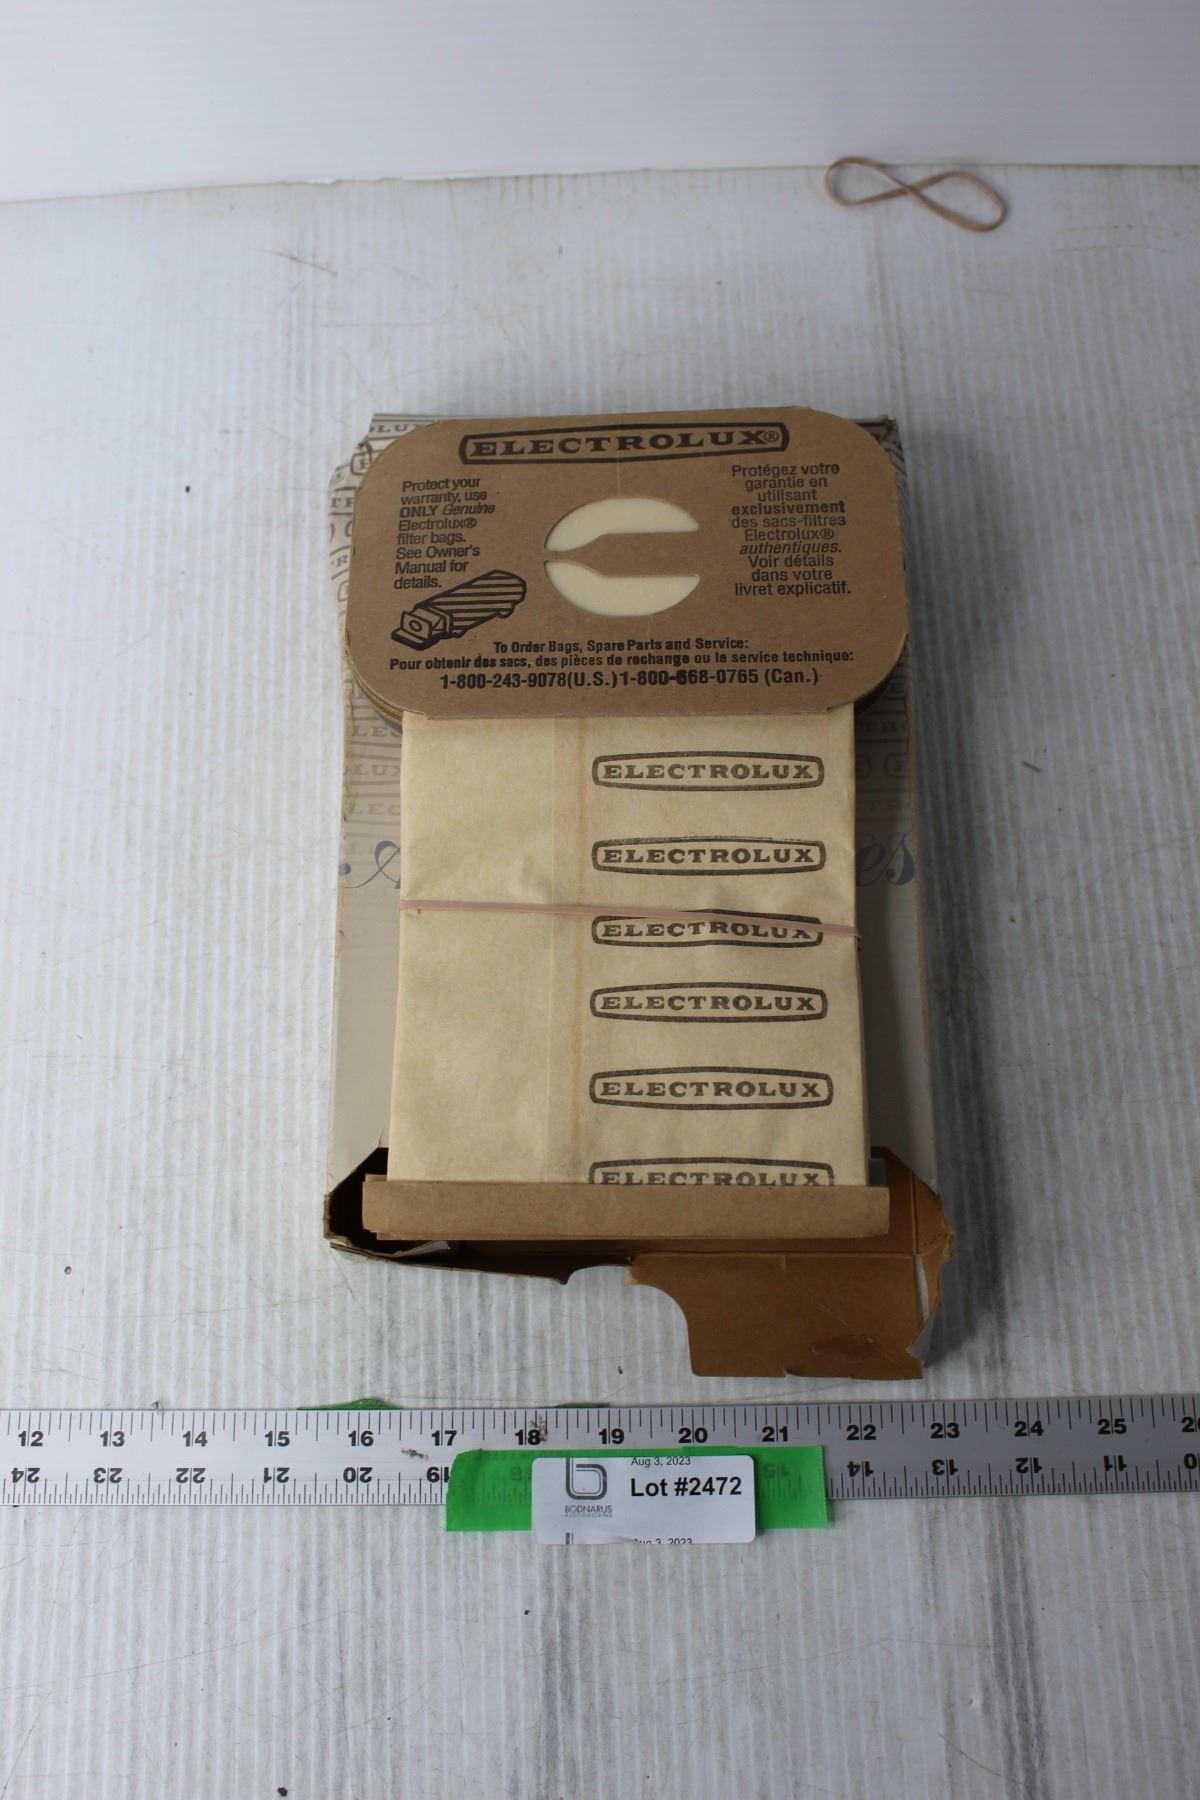 ELECTROLUX®
Protect your
warranty, use
ONLY Genuine
Electrolux®
filter bags.
See Owner's
Manual for
details.
Protégez votre
garantie en
utilisant
exclusivement
des sacs-filtres
Electrolux®
authentiques.
Voir détails
dans votre
livret explicatif.
To Order Bags, Spare Parts and Service:
Pour obtenir des sacs, des pièces de rechange ou le service technique:
1-800-243-9078(U.S.)1-800-668-0765 (Can.)
ELECTROLUX
ELECTROLUX
ELECTROLUX
ELECTROLUX
ELECTROLUX
ELECTROLUX
12 13 14 15 16 17 18 19 20 21 22 23 24 25
24 23 22 21 20 19 15 14 13 12 11
Aug 3, 2023
Lot #2472
BODNARUS
AUCTIONEERING
Aug 3, 2023